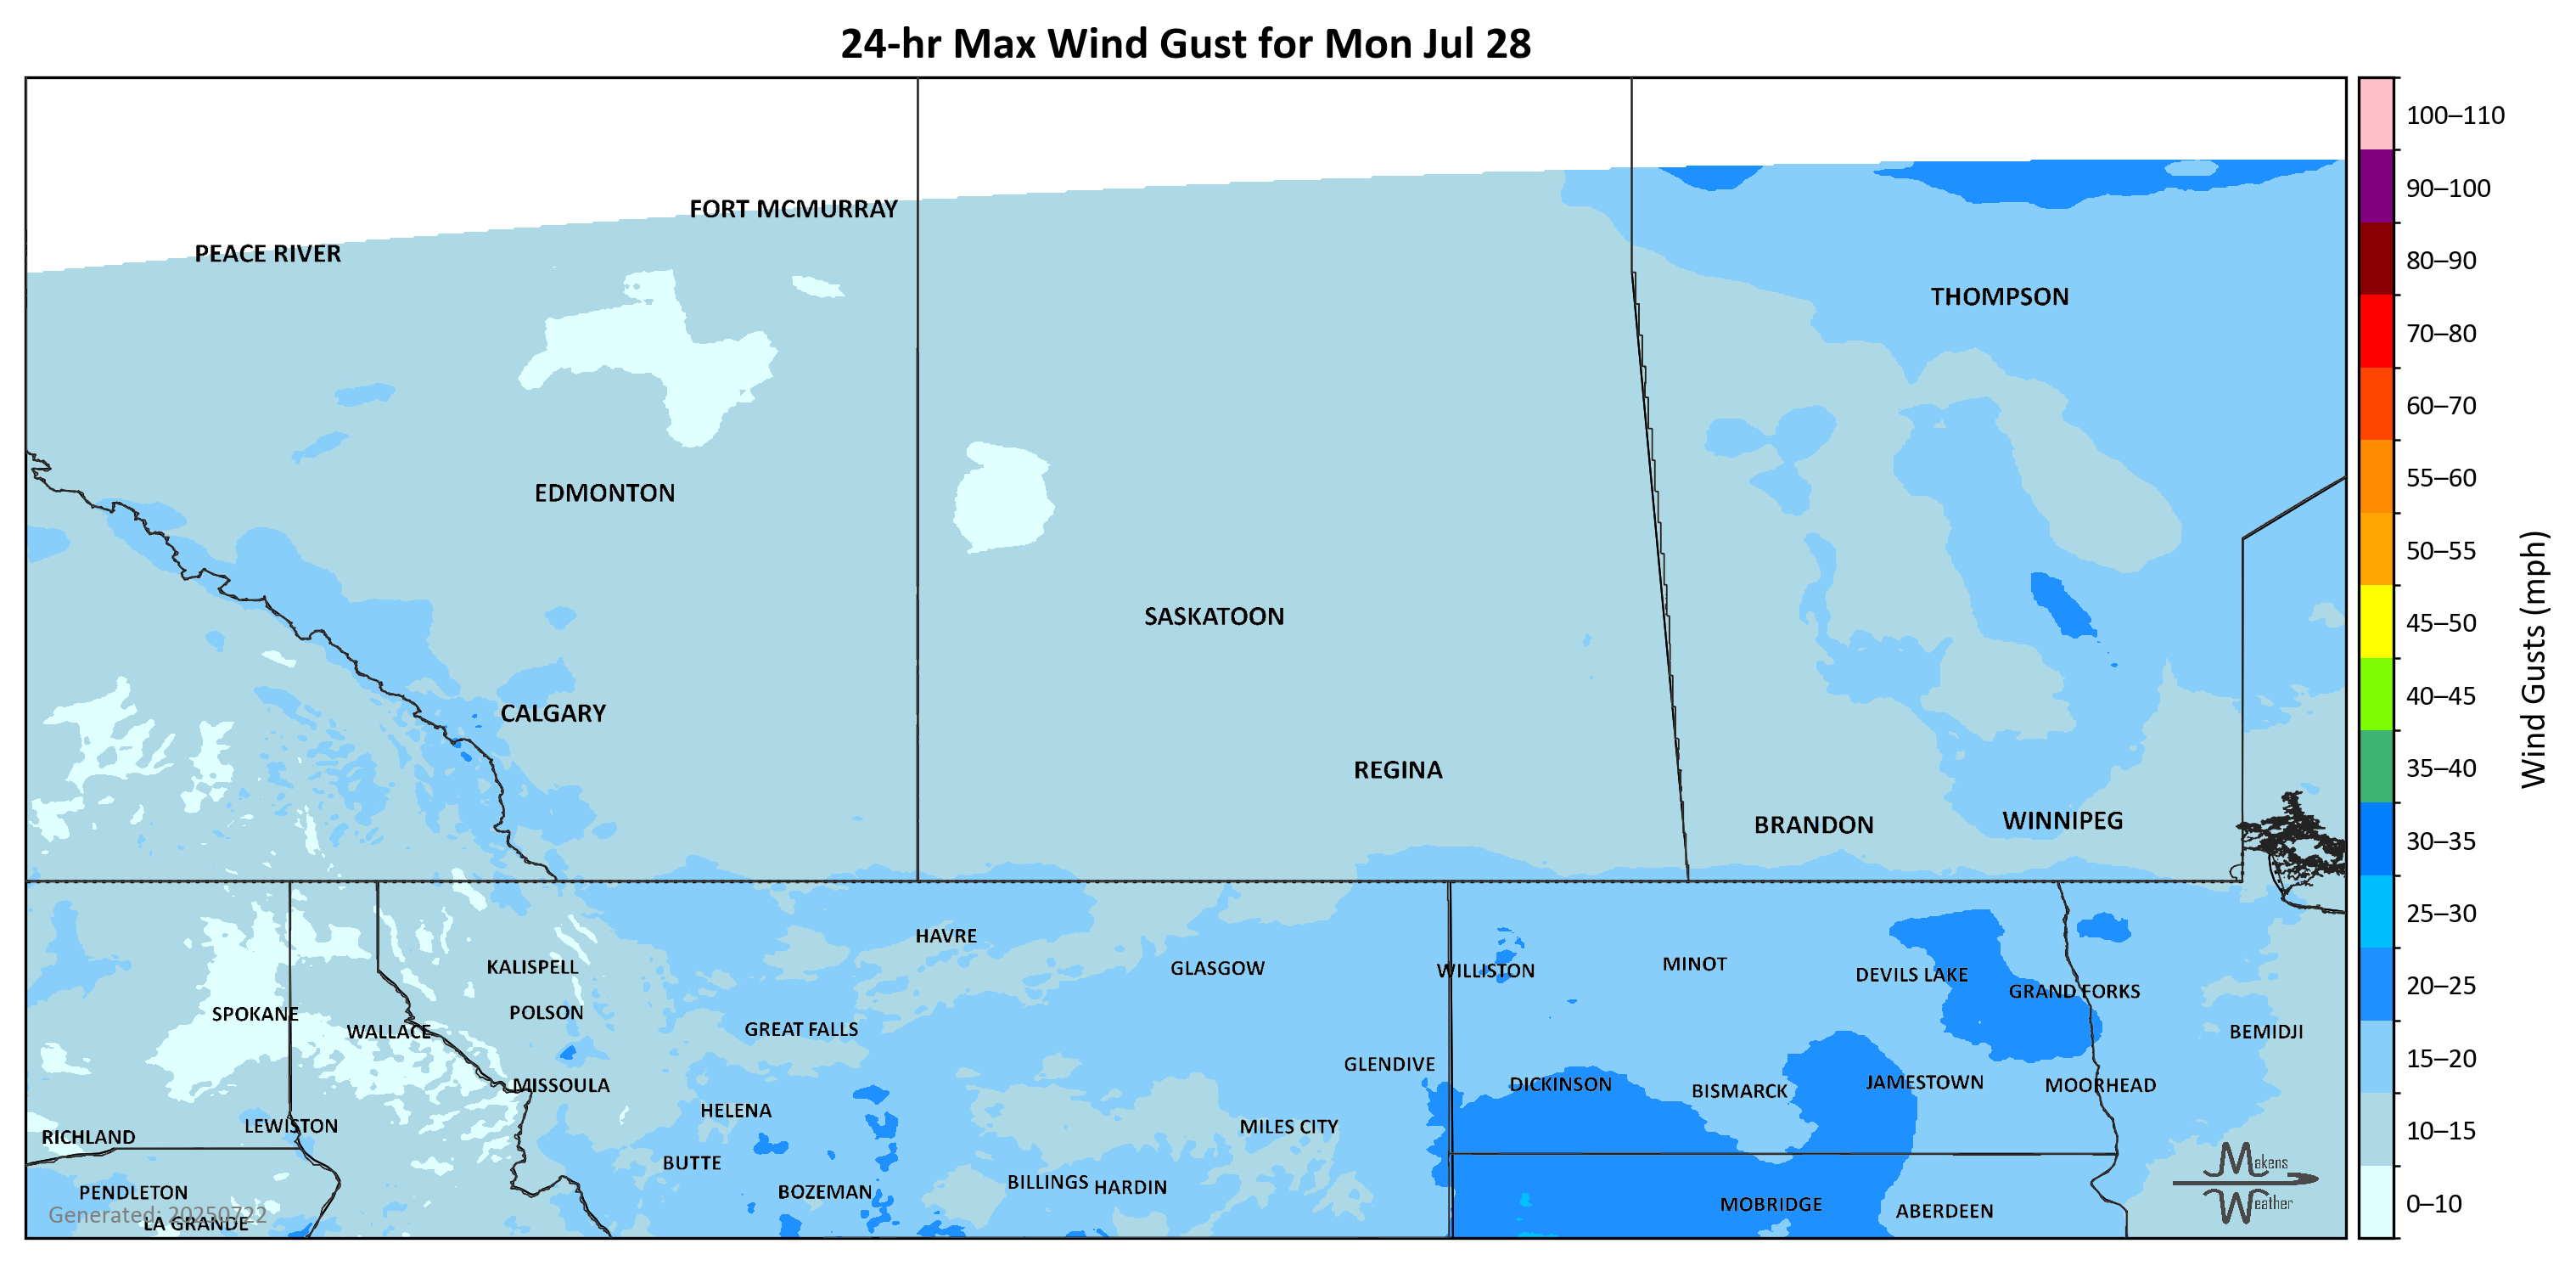 24-hr Max Wind Gust for Mon Jul 28
100–110
FORT MCMURRAY
90–100
PEACE RIVER
80–90
THOMPSON
70–80
60–70
EDMONTON
55–60
50–55
SASKATOON
45–50
Wind Gusts (mph)
CALGARY
40–45
REGINA
35–40
BRANDON
WINNIPEG
30–35
25–30
HAVRE
KALISPELL
GLASGOW
WILLISTON
MINOT
DEVILS LAKE
20–25
GRAND FORKS
SPOKANE
POLSON
WALLACE
GREAT FALLS
BEMIDJI
GLENDIVE
15–20
MISSOULA
DICKINSON
BISMARCK
JAMESTOWN
MOORHEAD
HELENA
LEWISTON
MILES CITY
10–15
RICHLAND
BUTTE
Makens
Weather
PENDLETON
BOZEMAN
BILLINGS
HARDIN
MOBRIDGE
ABERDEEN
0–10
Generated: 20250722
LA GRANDE